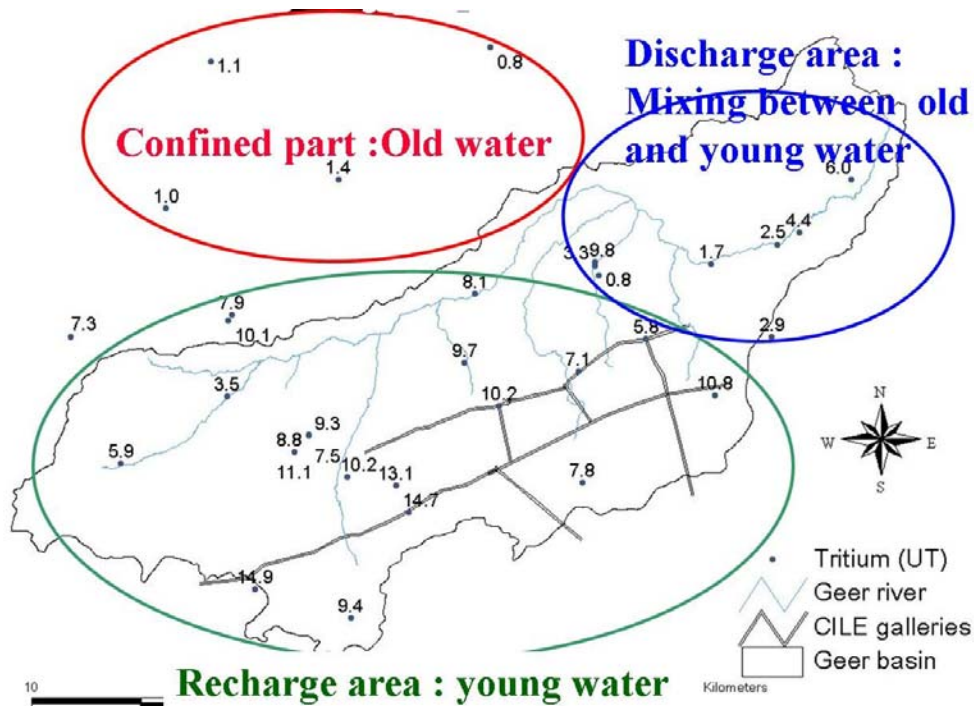 1.1
0.8
Discharge area :
Mixing between old
and young water
Confined part :Old water
1.4
1.0
6.0
4.4
2.5
1.7
3.3
9.8
0.8
8.1
7.9
10.1
7.3
2.9
5.8
9.7
7.1
3.5
10.2
10.8
9.3
8.8
5.9
7.5
11.1
10.2
13.1
7.8
14.7
14.9
9.4
N
W
E
S
Tritium (UT)
Geer river
CILE galleries
Geer basin
Recharge area : young water
10
Kilometers